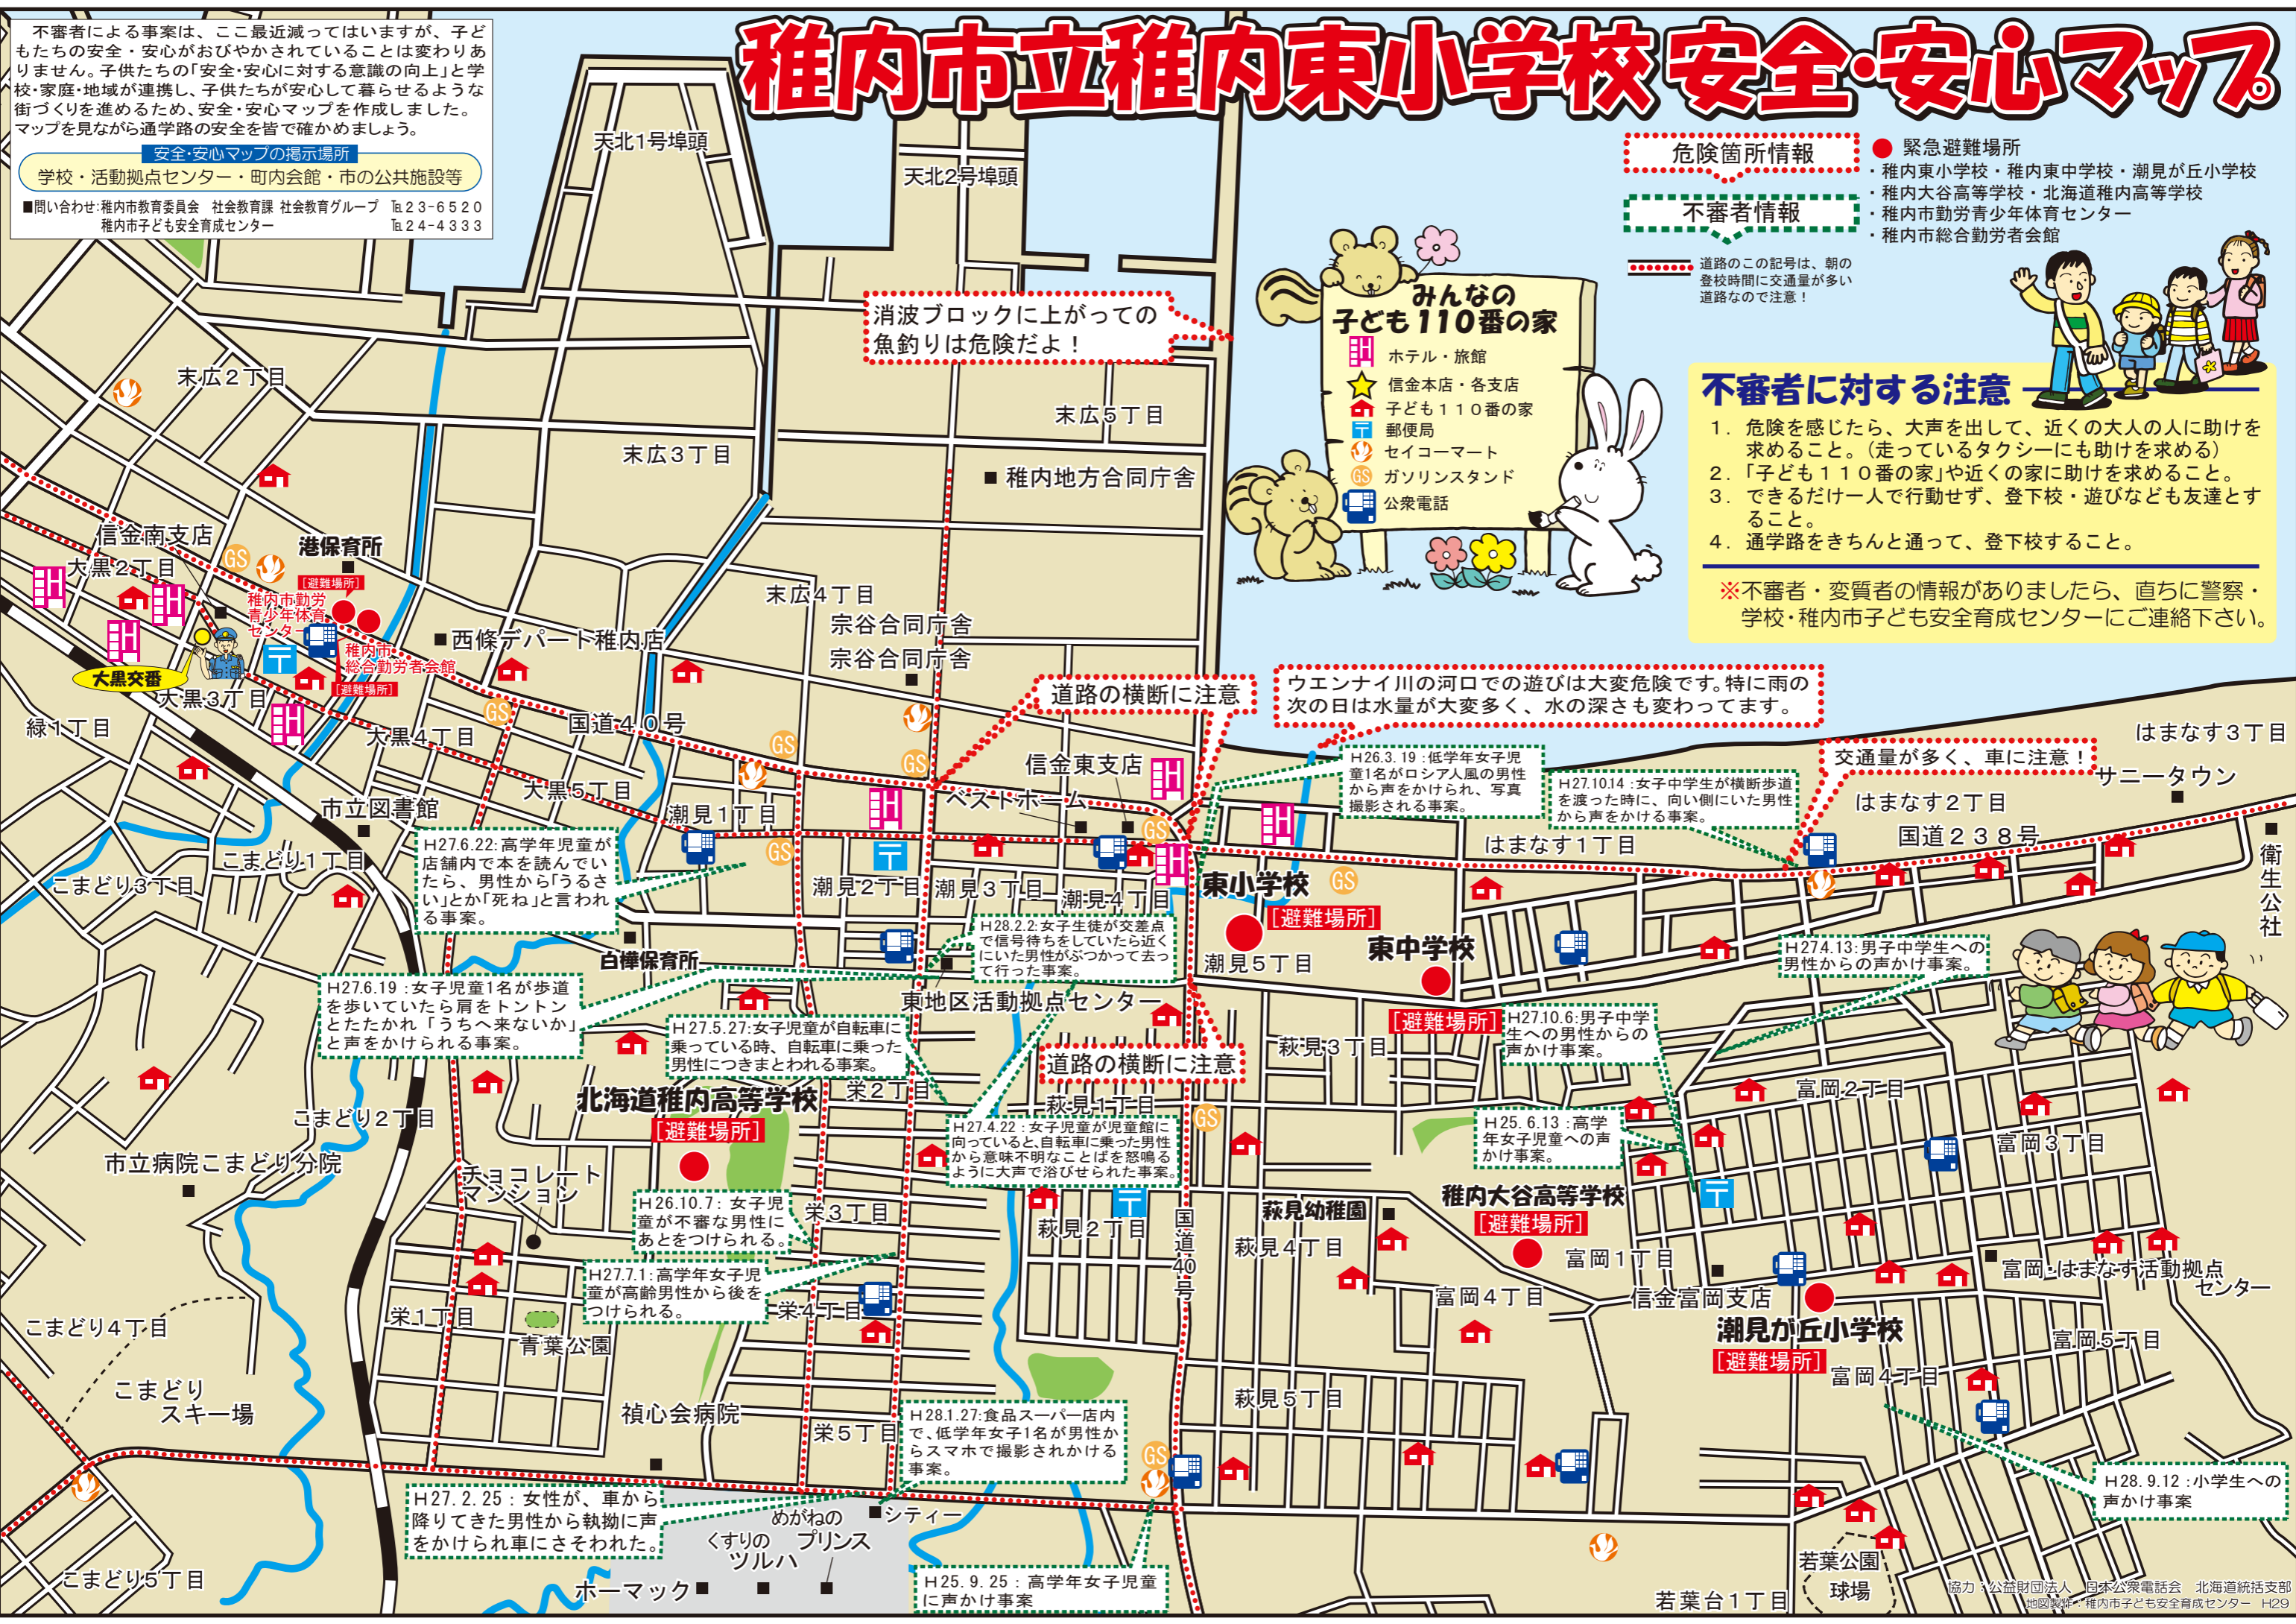 稚内市立稚内東小学校 安全・安心マップ
不審者による事案は、ここ最近減ってはいますが、子ど
もたちの安全・安心がおびやかされていることは変わりあ
りません。子供たちの「安全・安心に対する意識の向上」と学
校・家庭・地域が連携し、子供たちが安心して暮らせるような
街づくりを進めるため、安全・安心マップを作成しました。
マップを見ながら通学路の安全を皆で確かめましょう。
安全・安心マップの掲示場所
学校・活動拠点センター・町内会館・市の公共施設等
■問い合わせ:稚内市教育委員会 社会教育課 社会教育グループ ℡23-6520
稚内市子ども安全育成センター ℡24-4333
危険箇所情報
不審者情報
道路のこの記号は、朝の
登校時間に交通量が多い
道路なので注意！
緊急避難場所
・稚内東小学校・稚内東中学校・潮見が丘小学校
・稚内大谷高等学校・北海道稚内高等学校
・稚内市勤労青少年体育センター
・稚内市総合勤労者会館
みんなの
子ども110番の家
H ホテル・旅館
信金本店・各支店
子ども１１０番の家
〒 郵便局
セイコーマート
GS ガソリンスタンド
公衆電話
不審者に対する注意
1. 危険を感じたら、大声を出して、近くの大人の人に助けを
求めること。（走っているタクシーにも助けを求める）
2. 「子ども１１０番の家」や近くの家に助けを求めること。
3. できるだけ一人で行動せず、登下校・遊びなども友達とす
ること。
4. 通学路をきちんと通って、登下校すること。
※不審者・変質者の情報がありましたら、直ちに警察・
学校・稚内市子ども安全育成センターにご連絡下さい。
天北1号埠頭
天北2号埠頭
消波ブロックに上がっての
魚釣りは危険だよ！
末広２丁目
末広３丁目
末広５丁目
稚内地方合同庁舎
信金南支店
港保育所
大黒２丁目
[避難場所]
稚内市勤労
青少年体育
センター
稚内市
総合勤労者会館
[避難場所]
大黒交番
大黒３丁目
西條デパート稚内店
末広４丁目
宗谷合同庁舎
宗谷合同庁舎
緑１丁目
大黒４丁目
国道４０号
大黒５丁目
道路の横断に注意
ウエンナイ川の河口での遊びは大変危険です。特に雨の
次の日は水量が大変多く、水の深さも変わってます。
信金東支店
ベストホーム
H26.3.19:低学年女子児
童1名がロシア人風の男性
から声をかけられ、写真
撮影される事案。
H27.10.14:女子中学生が横断歩道
を渡った時に、向い側にいた男性
から声をかける事案。
交通量が多く、車に注意！
はまなす３丁目
サニータウン
はまなす２丁目
国道２３８号
はまなす１丁目
衛生公社
市立図書館
こまどり１丁目
こまどり３丁目
潮見１丁目
H27.6.22:高学年児童が
店舗内で本を読んでい
たら、男性から「うるさ
い」とか「死ね」と言われ
る事案。
潮見２丁目
潮見３丁目
潮見４丁目
東小学校
[避難場所]
潮見５丁目
東中学校
[避難場所]
白樺保育所
H28.2.2:女子生徒が交差点
で信号待ちをしていたら近く
にいた男性がぶつかって去っ
て行った事案。
東地区活動拠点センター
H27.6.19:女子児童1名が歩道
を歩いていたら肩をトントン
とたたかれ「うちへ来ないか」
と声をかけられる事案。
H27.5.27:女子児童が自転車に
乗っている時、自転車に乗った
男性につきまとわれる事案。
道路の横断に注意
萩見３丁目
H27.4.13:男子中学生への
男性からの声かけ事案。
H27.10.6:男子中学
生への男性からの
声かけ事案。
北海道稚内高等学校
[避難場所]
栄２丁目
萩見１丁目
富岡２丁目
こまどり２丁目
H27.4.22:女子児童が児童館に
向っていると、自転車に乗った男性
から意味不明なことばを怒鳴る
ように大声で浴びせられた事案。
H25.6.13:高学
年女子児童への声
かけ事案。
富岡３丁目
市立病院こまどり分院
チョコレート
マンション
H26.10.7:女子児
童が不審な男性に
あとをつけられる。
栄３丁目
萩見２丁目
国道40号
萩見幼稚園
萩見４丁目
稚内大谷高等学校
[避難場所]
富岡１丁目
富岡・はまなす活動拠点
センター
H27.7.1:高学年女子児
童が高齢男性から後を
つけられる。
栄４丁目
栄１丁目
青葉公園
富岡４丁目
信金富岡支店
潮見が丘小学校
[避難場所]
富岡５丁目
富岡４丁目
こまどり４丁目
こまどり
スキー場
禎心会病院
栄５丁目
萩見５丁目
H28.1.27:食品スーパー店内
で、低学年女子1名が男性か
らスマホで撮影されかける
事案。
H27.2.25:女性が、車から
降りてきた男性から執拗に声
をかけられ車にさそわれた。
シティー
めがねの
プリンス
くすりの
ツルハ
ホーマック
H25.9.25:高学年女子児童
に声かけ事案
H28.9.12:小学生への
声かけ事案
こまどり５丁目
若葉公園
球場
若葉台１丁目
協力：公益財団法人 日本公衆電話会 北海道統括支部
地図製作：稚内市子ども安全育成センター H29